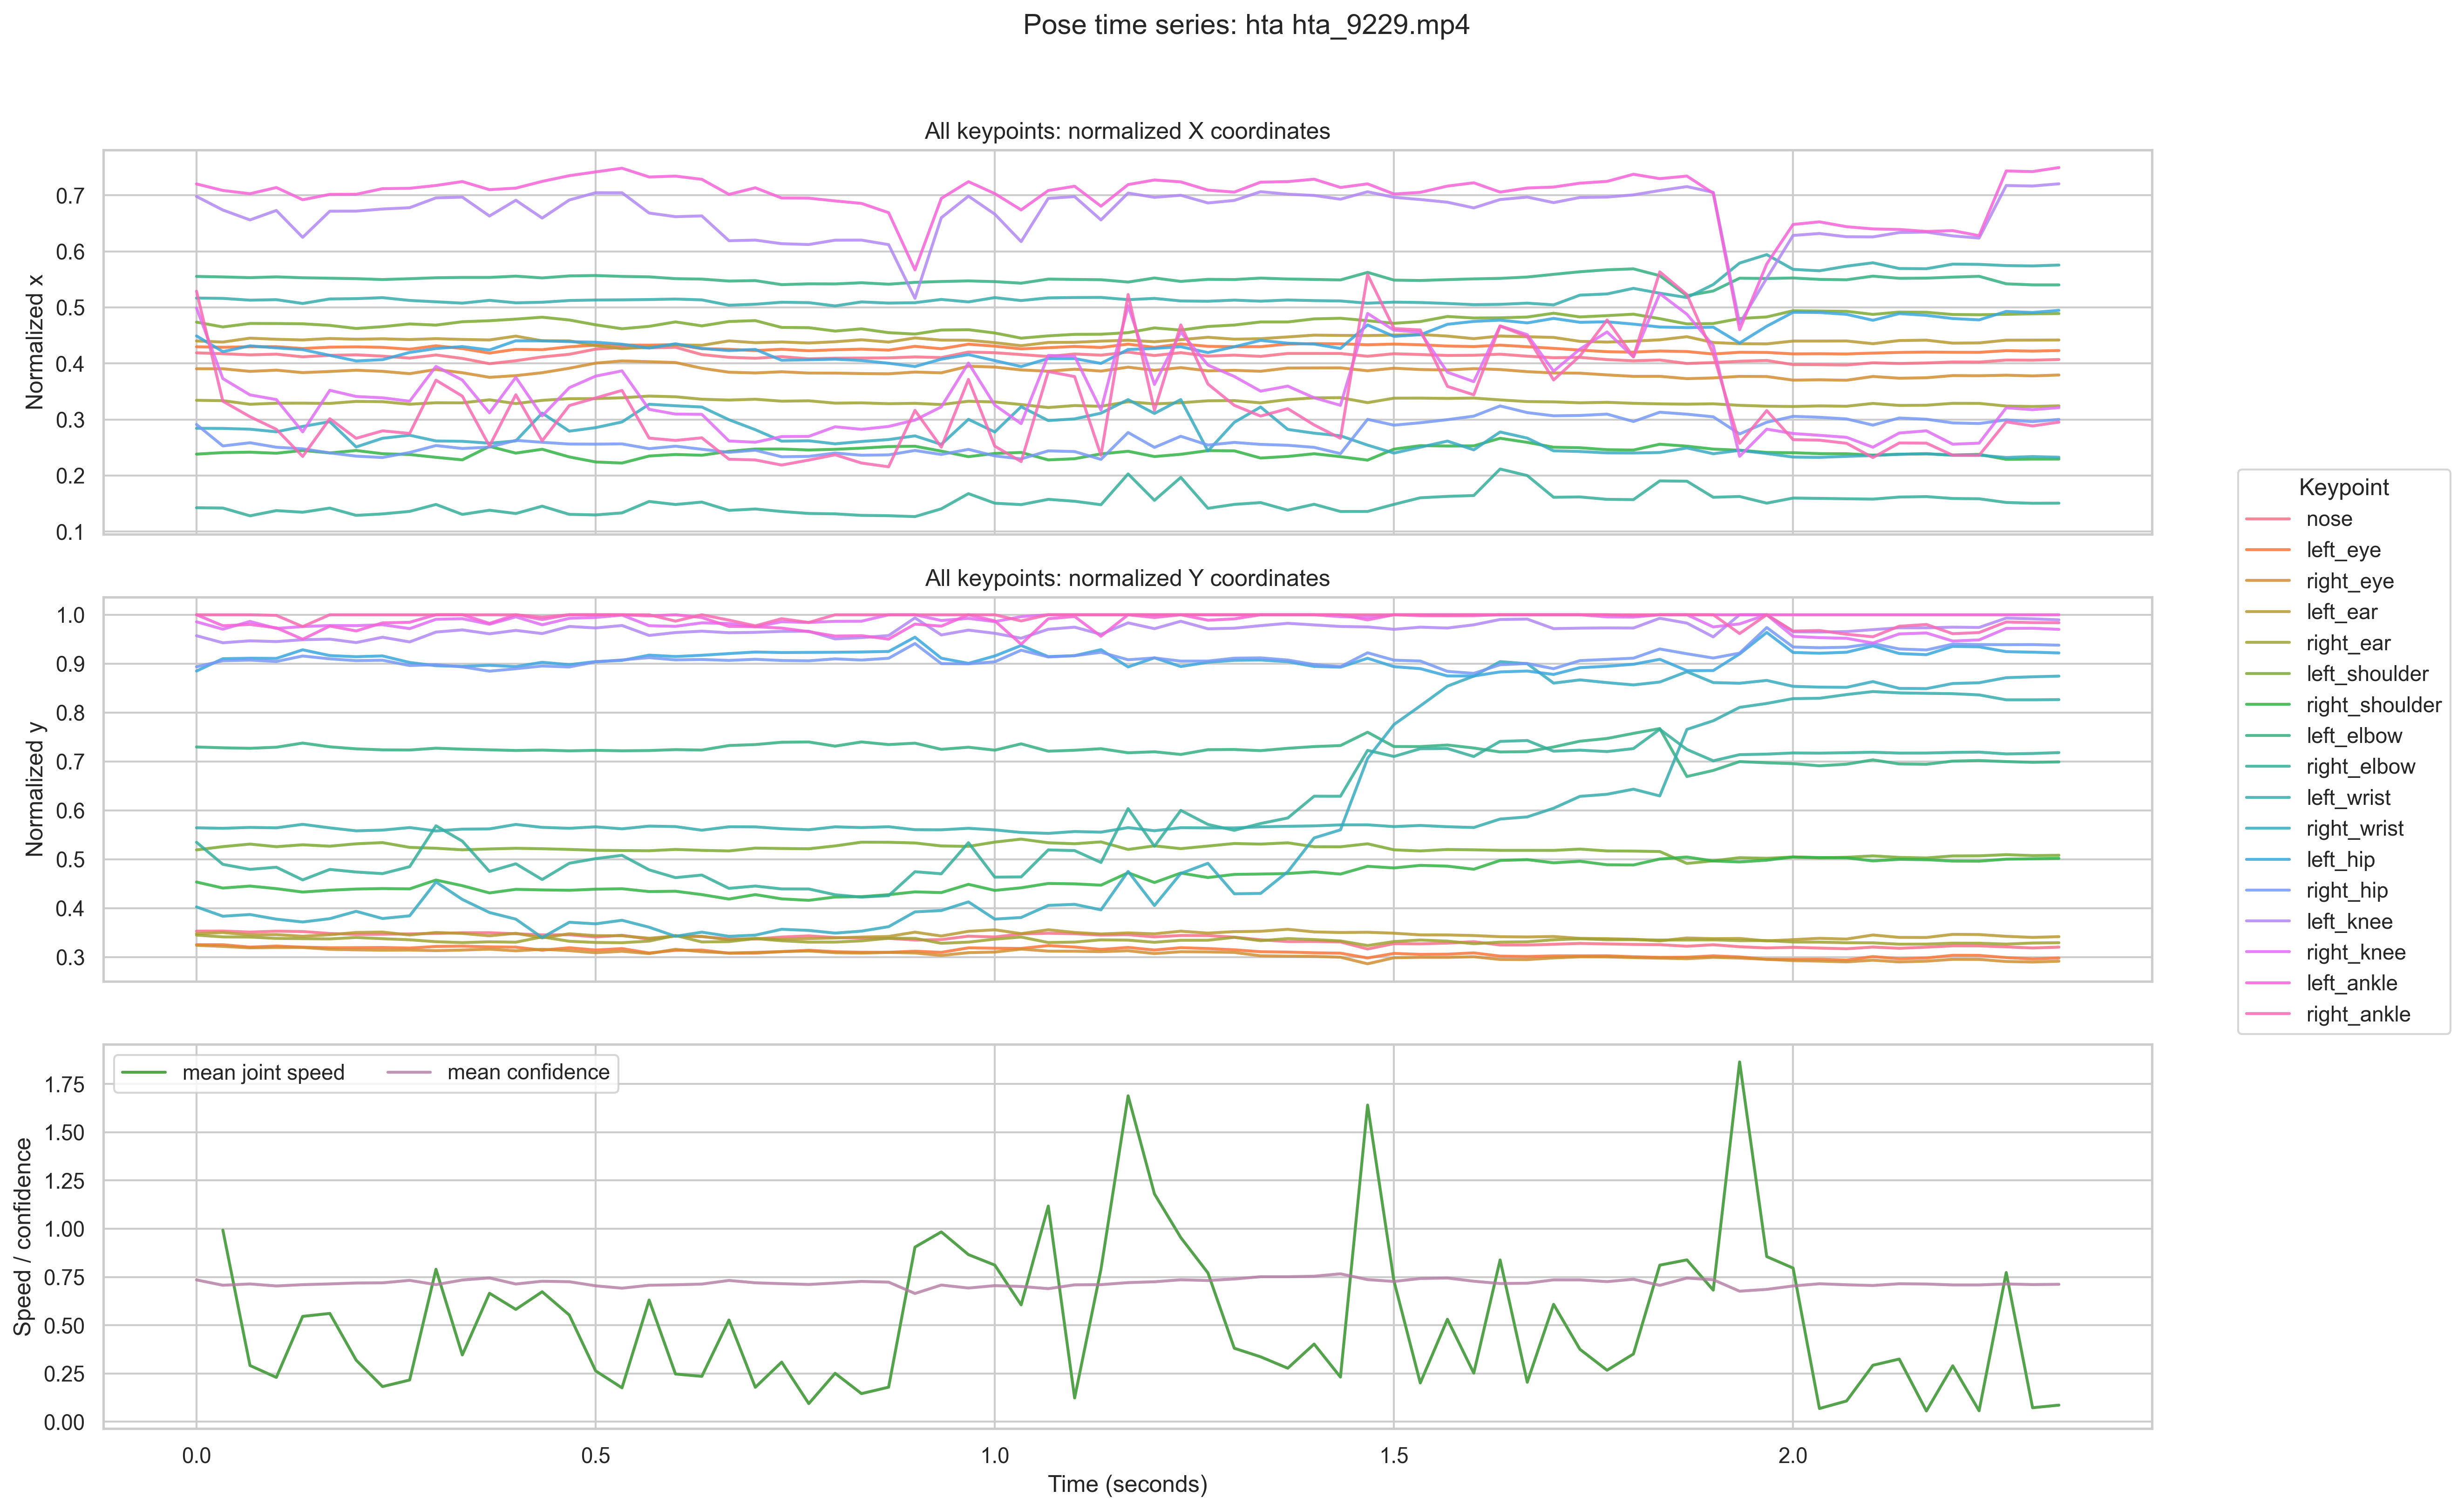 Pose time series: hta hta_9229.mp4
All keypoints: normalized X coordinates
Normalized x
0.7
0.6
0.5
0.4
0.3
0.2
0.1
All keypoints: normalized Y coordinates
Normalized y
1.0
0.9
0.8
0.7
0.6
0.5
0.4
0.3
Keypoint
nose
left_eye
right_eye
left_ear
right_ear
left_shoulder
right_shoulder
left_elbow
right_elbow
left_wrist
right_wrist
left_hip
right_hip
left_knee
right_knee
left_ankle
right_ankle
mean joint speed
mean confidence
Speed / confidence
1.75
1.50
1.25
1.00
0.75
0.50
0.25
0.00
0.0 0.5 1.0 1.5 2.0
Time (seconds)